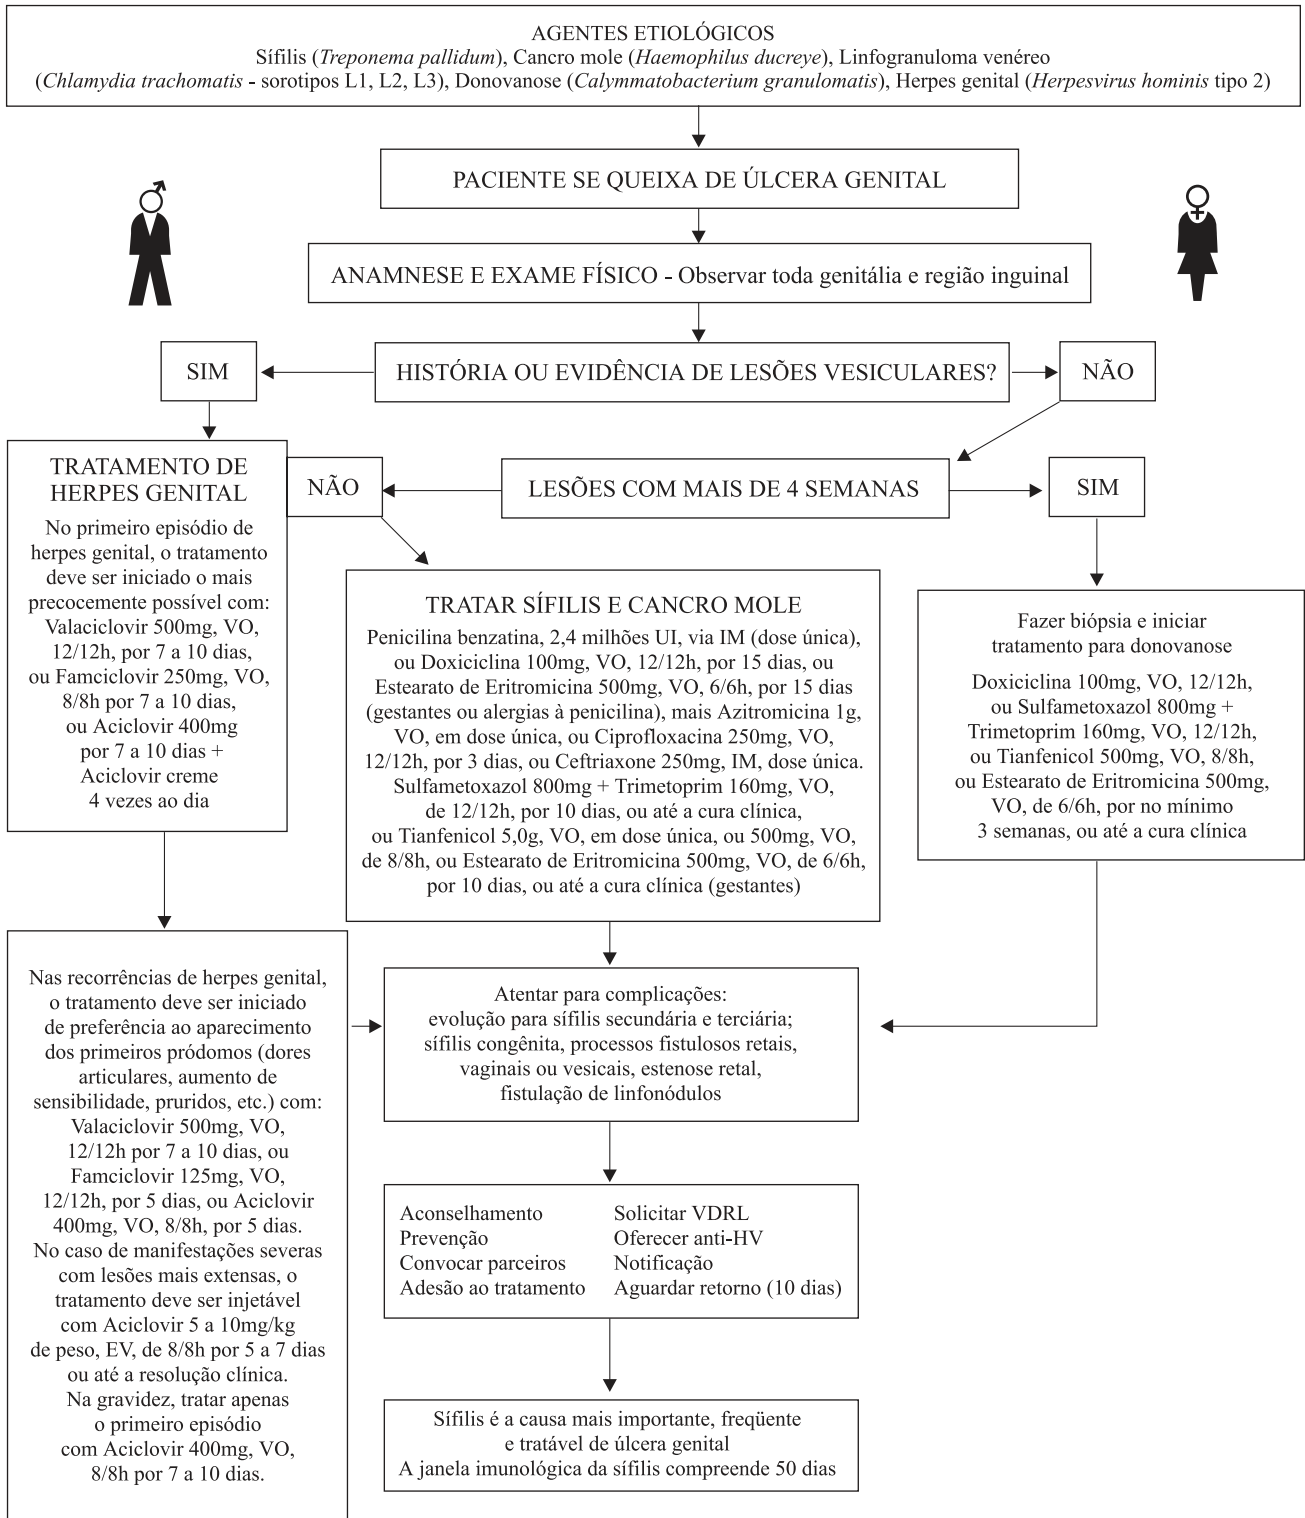 AGENTES ETIOLÓGICOS
Sífilis (Treponema pallidum), Cancro mole (Haemophilus ducreye), Linfogranuloma venéreo
(Chlamydia trachomatis - sorotipos L1, L2, L3), Donovanose (Calymmatobacterium granulomatis), Herpes genital (Herpesvirus hominis tipo 2)
PACIENTE SE QUEIXA DE ÚLCERA GENITAL
ANAMNESE E EXAME FÍSICO - Observar toda genitália e região inguinal
SIM
HISTÓRIA OU EVIDÊNCIA DE LESÕES VESICULARES?
NÃO
TRATAMENTO DE
HERPES GENITAL
No primeiro episódio de
herpes genital, o tratamento
deve ser iniciado o mais
precocemente possível com:
Valaciclovir 500mg, VO,
12/12h, por 7 a 10 dias,
ou Famciclovir 250mg, VO,
8/8h por 7 a 10 dias,
ou Aciclovir 400mg
por 7 a 10 dias +
Aciclovir creme
4 vezes ao dia
NÃO
LESÕES COM MAIS DE 4 SEMANAS
SIM
TRATAR SÍFILIS E CANCRO MOLE
Penicilina benzatina, 2,4 milhões UI, via IM (dose única),
ou Doxiciclina 100mg, VO, 12/12h, por 15 dias, ou
Estearato de Eritromicina 500mg, VO, 6/6h, por 15 dias
(gestantes ou alergias à penicilina), mais Azitromicina 1g,
VO, em dose única, ou Ciprofloxacina 250mg, VO,
12/12h, por 3 dias, ou Ceftriaxone 250mg, IM, dose única.
Sulfametoxazol 800mg + Trimetoprim 160mg, VO,
de 12/12h, por 10 dias, ou até a cura clínica,
ou Tianfenicol 5,0g, VO, em dose única, ou 500mg, VO,
de 8/8h, ou Estearato de Eritromicina 500mg, VO, de 6/6h,
por 10 dias, ou até a cura clínica (gestantes)
Fazer biópsia e iniciar
tratamento para donovanose
Doxiciclina 100mg, VO, 12/12h,
ou Sulfametoxazol 800mg +
Trimetoprim 160mg, VO, 12/12h,
ou Tianfenicol 500mg, VO, 8/8h,
ou Estearato de Eritromicina 500mg,
VO, de 6/6h, por no mínimo
3 semanas, ou até a cura clínica
Nas recorrências de herpes genital,
o tratamento deve ser iniciado
de preferência ao aparecimento
dos primeiros pródomos (dores
articulares, aumento de
sensibilidade, pruridos, etc.) com:
Valaciclovir 500mg, VO,
12/12h por 7 a 10 dias, ou
Famciclovir 125mg, VO,
12/12h, por 5 dias, ou Aciclovir
400mg, VO, 8/8h, por 5 dias.
No caso de manifestações severas
com lesões mais extensas, o
tratamento deve ser injetável
com Aciclovir 5 a 10mg/kg
de peso, EV, de 8/8h por 5 a 7 dias
ou até a resolução clínica.
Na gravidez, tratar apenas
o primeiro episódio
com Aciclovir 400mg, VO,
8/8h por 7 a 10 dias.
Atentar para complicações:
evolução para sífilis secundária e terciária;
sífilis congênita, processos fistulosos retais,
vaginais ou vesicais, estenose retal,
fistulação de linfonódulos
Aconselhamento Solicitar VDRL
Prevenção Oferecer anti-HV
Convocar parceiros Notificação
Adesão ao tratamento Aguardar retorno (10 dias)
Sífilis é a causa mais importante, freqüente
e tratável de úlcera genital
A janela imunológica da sífilis compreende 50 dias